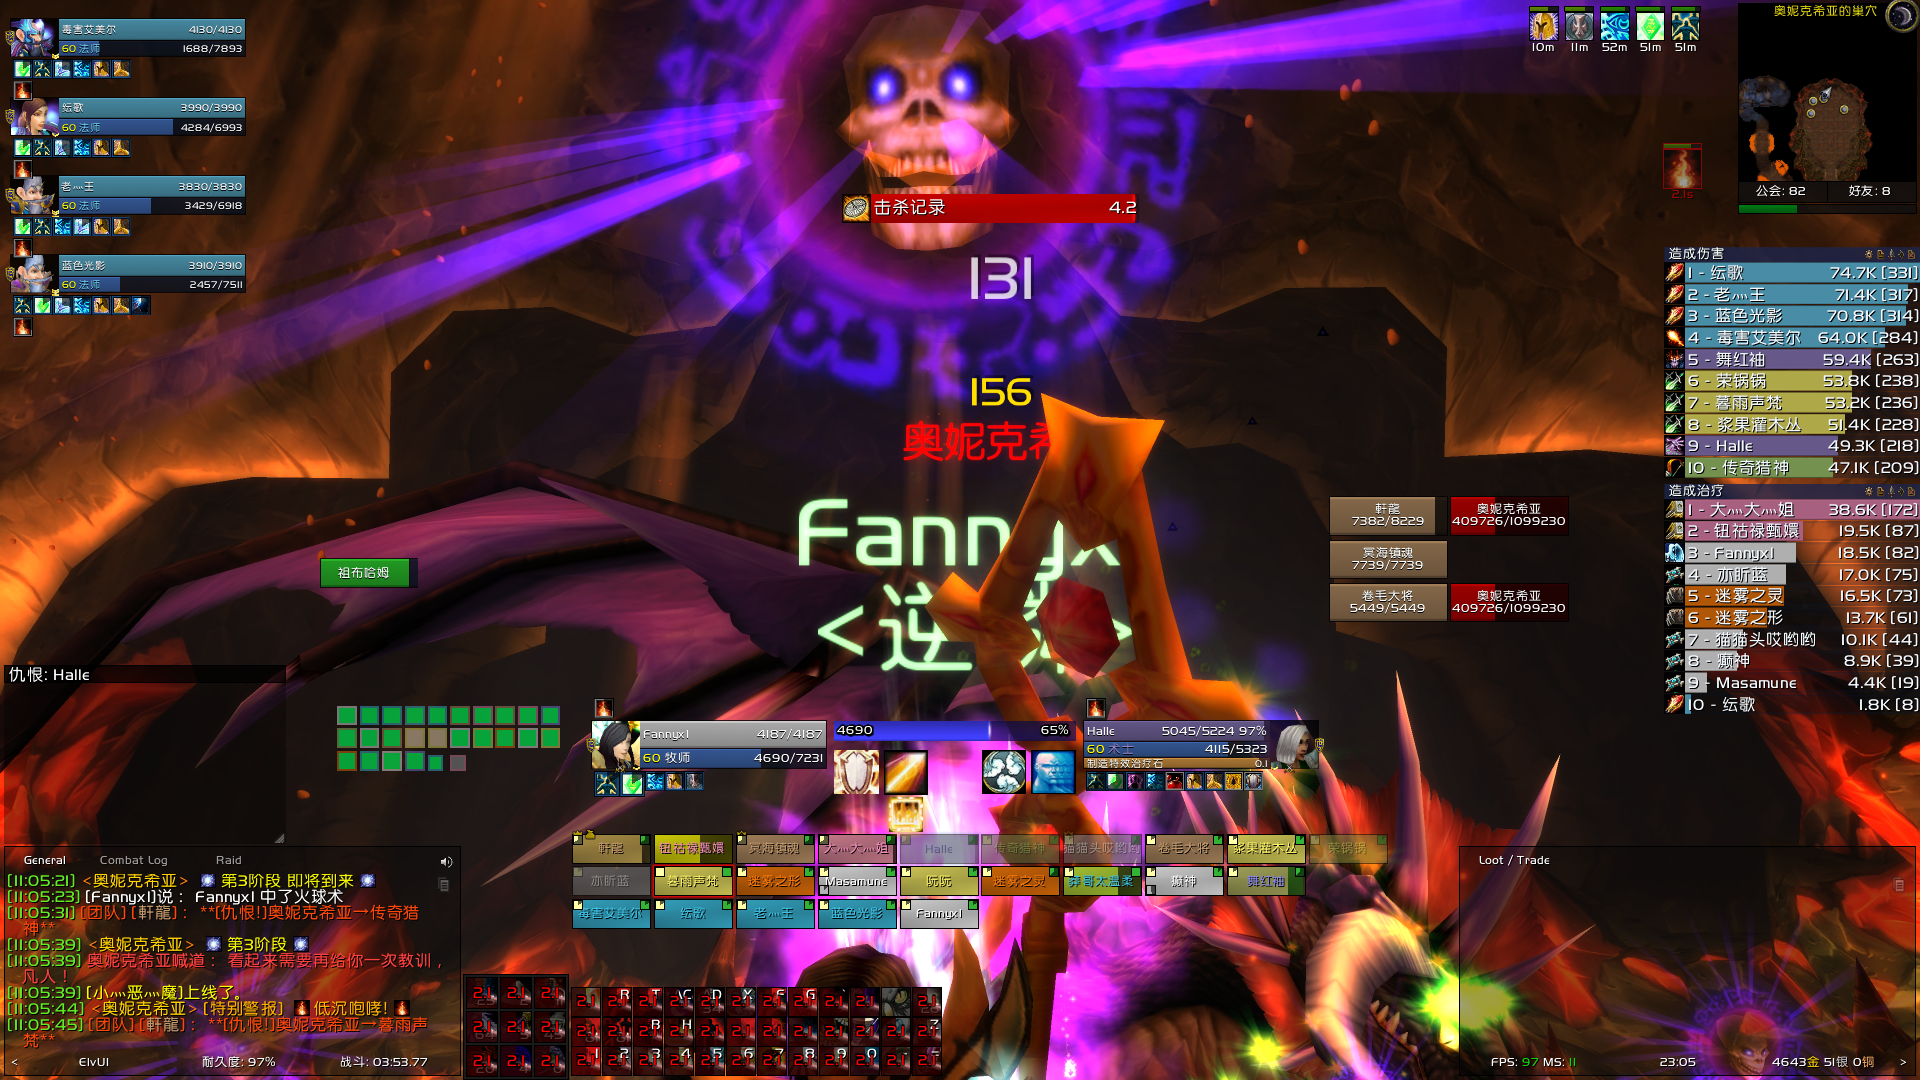 毒害艾美尔 4130/4130
60 法师 1688/7893
纭歌 3990/3990
60 法师 4284/6993
老灬王 3830/3830
60 法师 3429/6918
蓝色光影 3910/3910
60 法师 2457/7511
10m 11m 52m 51m 51m
奥妮克希亚的巢穴
公会: 82 好友: 8
2.1s
击杀记录 4.2
131
156
奥妮克希
Fannyxl
造成伤害
1 - 纭歌 74.7K [331]
2 - 老灬王 71.4K [317]
3 - 蓝色光影 70.8K [314]
4 - 毒害艾美尔 64.0K [284]
5 - 舞红袖 59.4K [263]
6 - 荣锅锅 53.8K [238]
7 - 暮雨声梵 53.2K [236]
8 - 浆果灌木丛 51.4K [228]
9 - Halle 49.3K [218]
10 - 传奇猎神 47.1K [209]
造成治疗
1 - 大灬大灬姐 38.6K [172]
2 - 钮祜禄甄嬛 19.5K [87]
3 - Fannyxl 18.5K [82]
4 - 亦昕蓝 17.0K [75]
5 - 迷雾之灵 16.5K [73]
6 - 迷雾之形 13.7K [61]
7 - 猫猫头哎哟哟 10.1K [44]
8 - 癫神 8.9K [39]
9 - Masamune 4.4K [19]
10 - 纭歌 1.8K [8]
軒龍 7382/8229
奥妮克希亚 409726/1099230
冥海镇魂 7739/7739
卷毛大将 5449/5449
奥妮克希亚 409726/1099230
祖布哈姆
仇恨: Halle
Fannyxl 4187/4187
60 牧师 4690/7231
4690 65%
Halle 5045/5224 97%
60 术士 4115/5323
制造特效治疗石 0.1
軒龍 钮祜禄甄嬛 冥海镇魂 大灬大灬姐 Halle 传奇猎神 猫猫头哎哟哟 卷毛大将 浆果灌木丛 荣锅锅
亦昕蓝 暮雨声梵 迷雾之形 Masamune 阮阮 迷雾之灵 莽哥太温柔 癫神 舞红袖
毒害艾美尔 纭歌 老灬王 蓝色光影 Fannyxl
General Combat Log Raid
[11:05:21] <奥妮克希亚> 第3阶段 即将到来
[11:05:23] [Fannyxl]说： Fannyxl 中了火球术
[11:05:31] [团队] [軒龍]： **[仇恨!]奥妮克希亚→传奇猎
神**
[11:05:39] <奥妮克希亚> 第3阶段
[11:05:39] 奥妮克希亚喊道： 看起来需要再给你一次教训，
凡人！
[11:05:39] [小灬恶灬魔]上线了。
[11:05:44] <奥妮克希亚> [特别警报] 低沉咆哮!
[11:05:45] [团队] [軒龍]： **[仇恨!]奥妮克希亚→暮雨声
梵**
< ElvUI 耐久度: 97% 战斗: 03:53.77
Loot / Trade
FPS: 97 MS: 11 23:05 4643金 51银 0铜 >